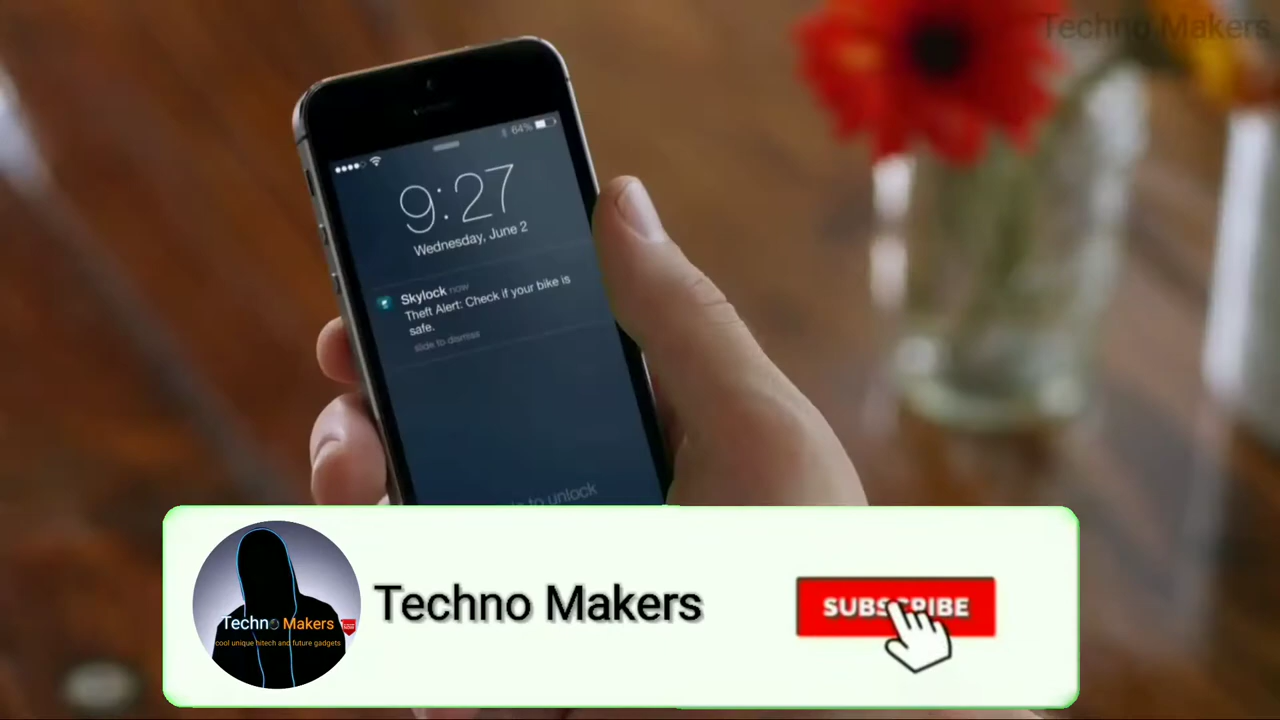 Techno Makers
64%
9:27
Wednesday, June 2
Skylock now
Theft Alert: Check if your bike is
safe.
slide to dismiss
to unlock
Techno Makers
SUBSCRIBE
Techno Makers
cool unique hitech and future gadgets